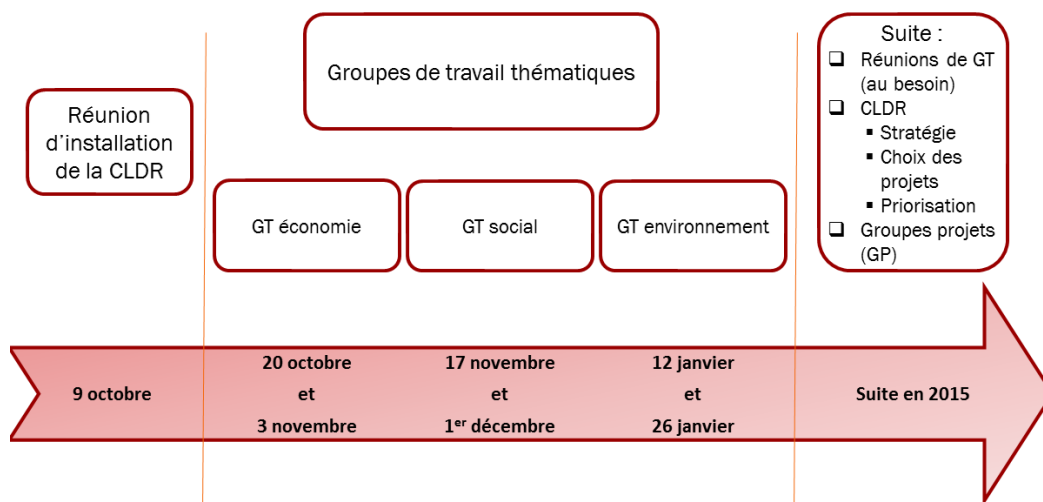 Réunion
d'installation
de la CLDR
Groupes de travail thématiques
GT économie
GT social
GT environnement
Suite :
❑ Réunions de GT
(au besoin)
❑ CLDR
▪ Stratégie
▪ Choix des
projets
▪ Priorisation
❑ Groupes projets
(GP)
9 octobre
20 octobre
et
3 novembre
17 novembre
et
1er décembre
12 janvier
et
26 janvier
Suite en 2015